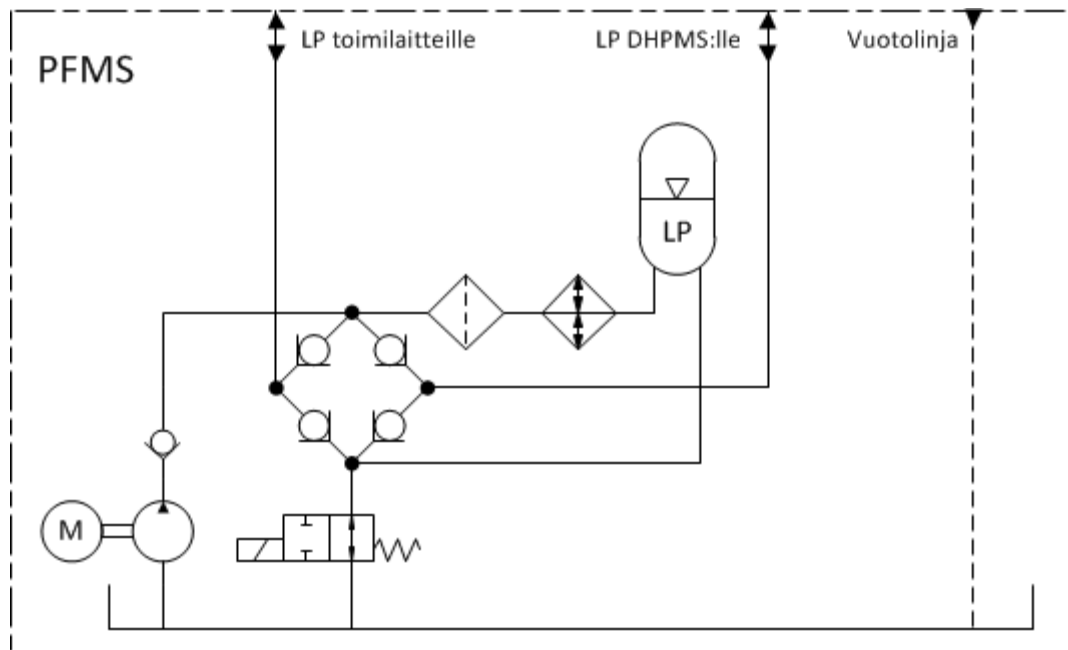 LP toimilaitteille
LP DHPMS:lle
Vuotolinja
PFMS
LP
M